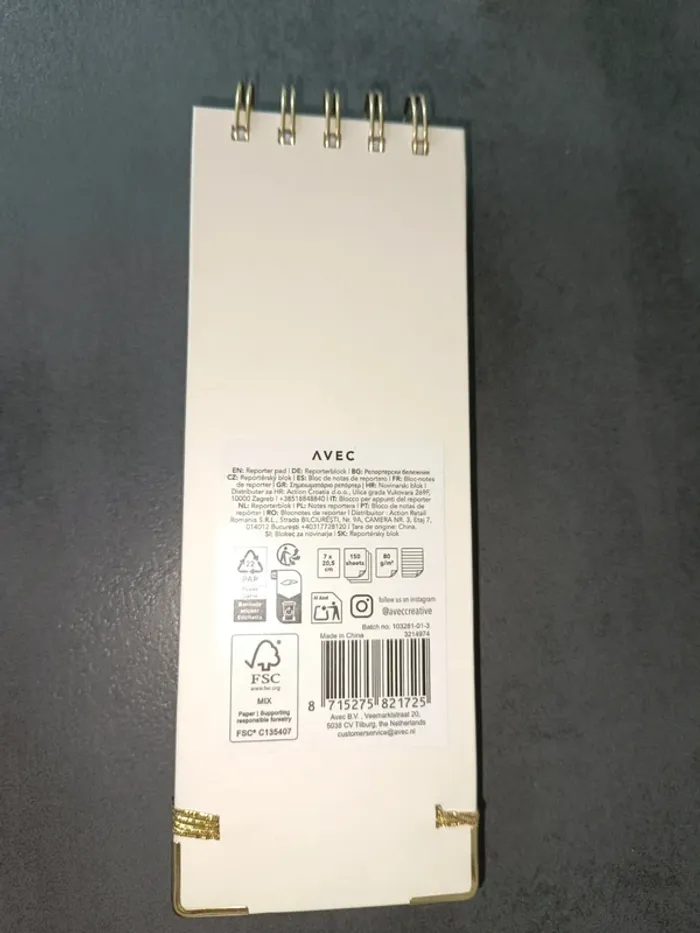 AVEC
EN: Reporter pad | DE: Reporterblock | BG: Репортерски бележник
CZ: Reportérský blok | ES: Bloc de notas de reportero | FR: Bloc-notes
de reporter | GR: Σημειωματάριο ρεπόρτερ | HR: Novinarski blok |
Distributer za HR: Action Croatia d.o.o., Ulice grada Vukovara 269F,
10000 Zagreb | +38518848840 | IT: Blocco per appunti del reporter
NL: Reporterblok | PL: Notes reportera | PT: Bloco de notas de
reporter | RO: Blocnotes de reporter | Distribuitor : Action Retail
Romania S.R.L., Strada BILCIUREȘTI, Nr. 9A, CAMERA NR. 3, Etaj 7,
014012 București +40317728120 | Țara de origine: China.
SI: Blokec za novinarje | SK: Reportérsky blok
22
PAP
7 x
20,5
cm
150
sheets
80
g/m²
follow us on instagram
@aveccreative
Batch no: 103281-01-3
Made in China 3214974
FSC
www.fsc.org
MIX
Paper | Supporting
responsible forestry
FSC® C135407
8 715275 821725
Avec B.V., Veemarktstraat 20,
5038 CV Tilburg, the Netherlands
customerservice@avec.nl